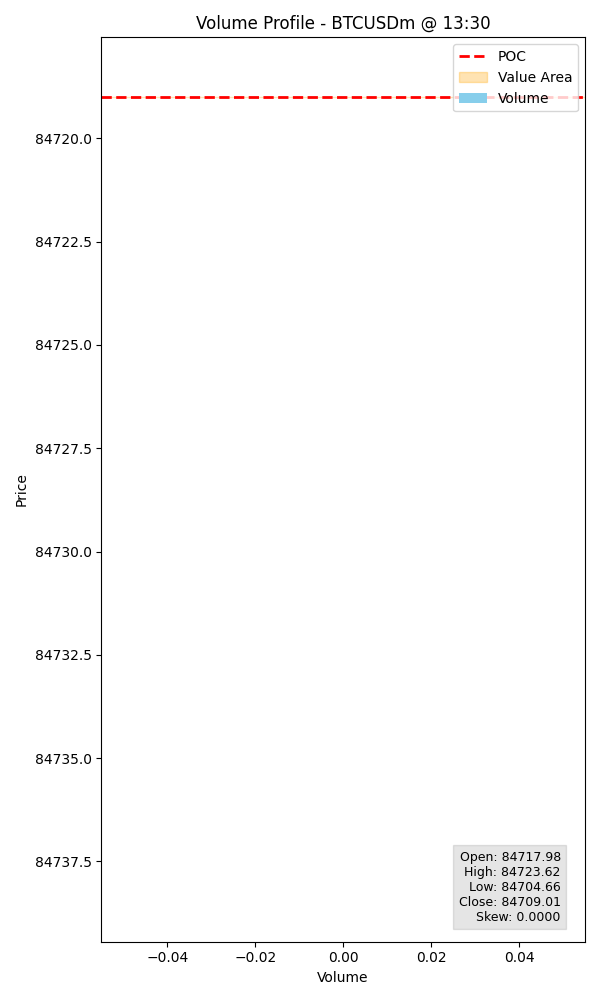 Volume Profile - BTCUSDm @ 13:30
POC
Value Area
Volume
84720.0
84722.5
84725.0
84727.5
84730.0
84732.5
84735.0
84737.5
Price
Open: 84717.98
High: 84723.62
Low: 84704.66
Close: 84709.01
Skew: 0.0000
−0.04 −0.02 0.00 0.02 0.04
Volume